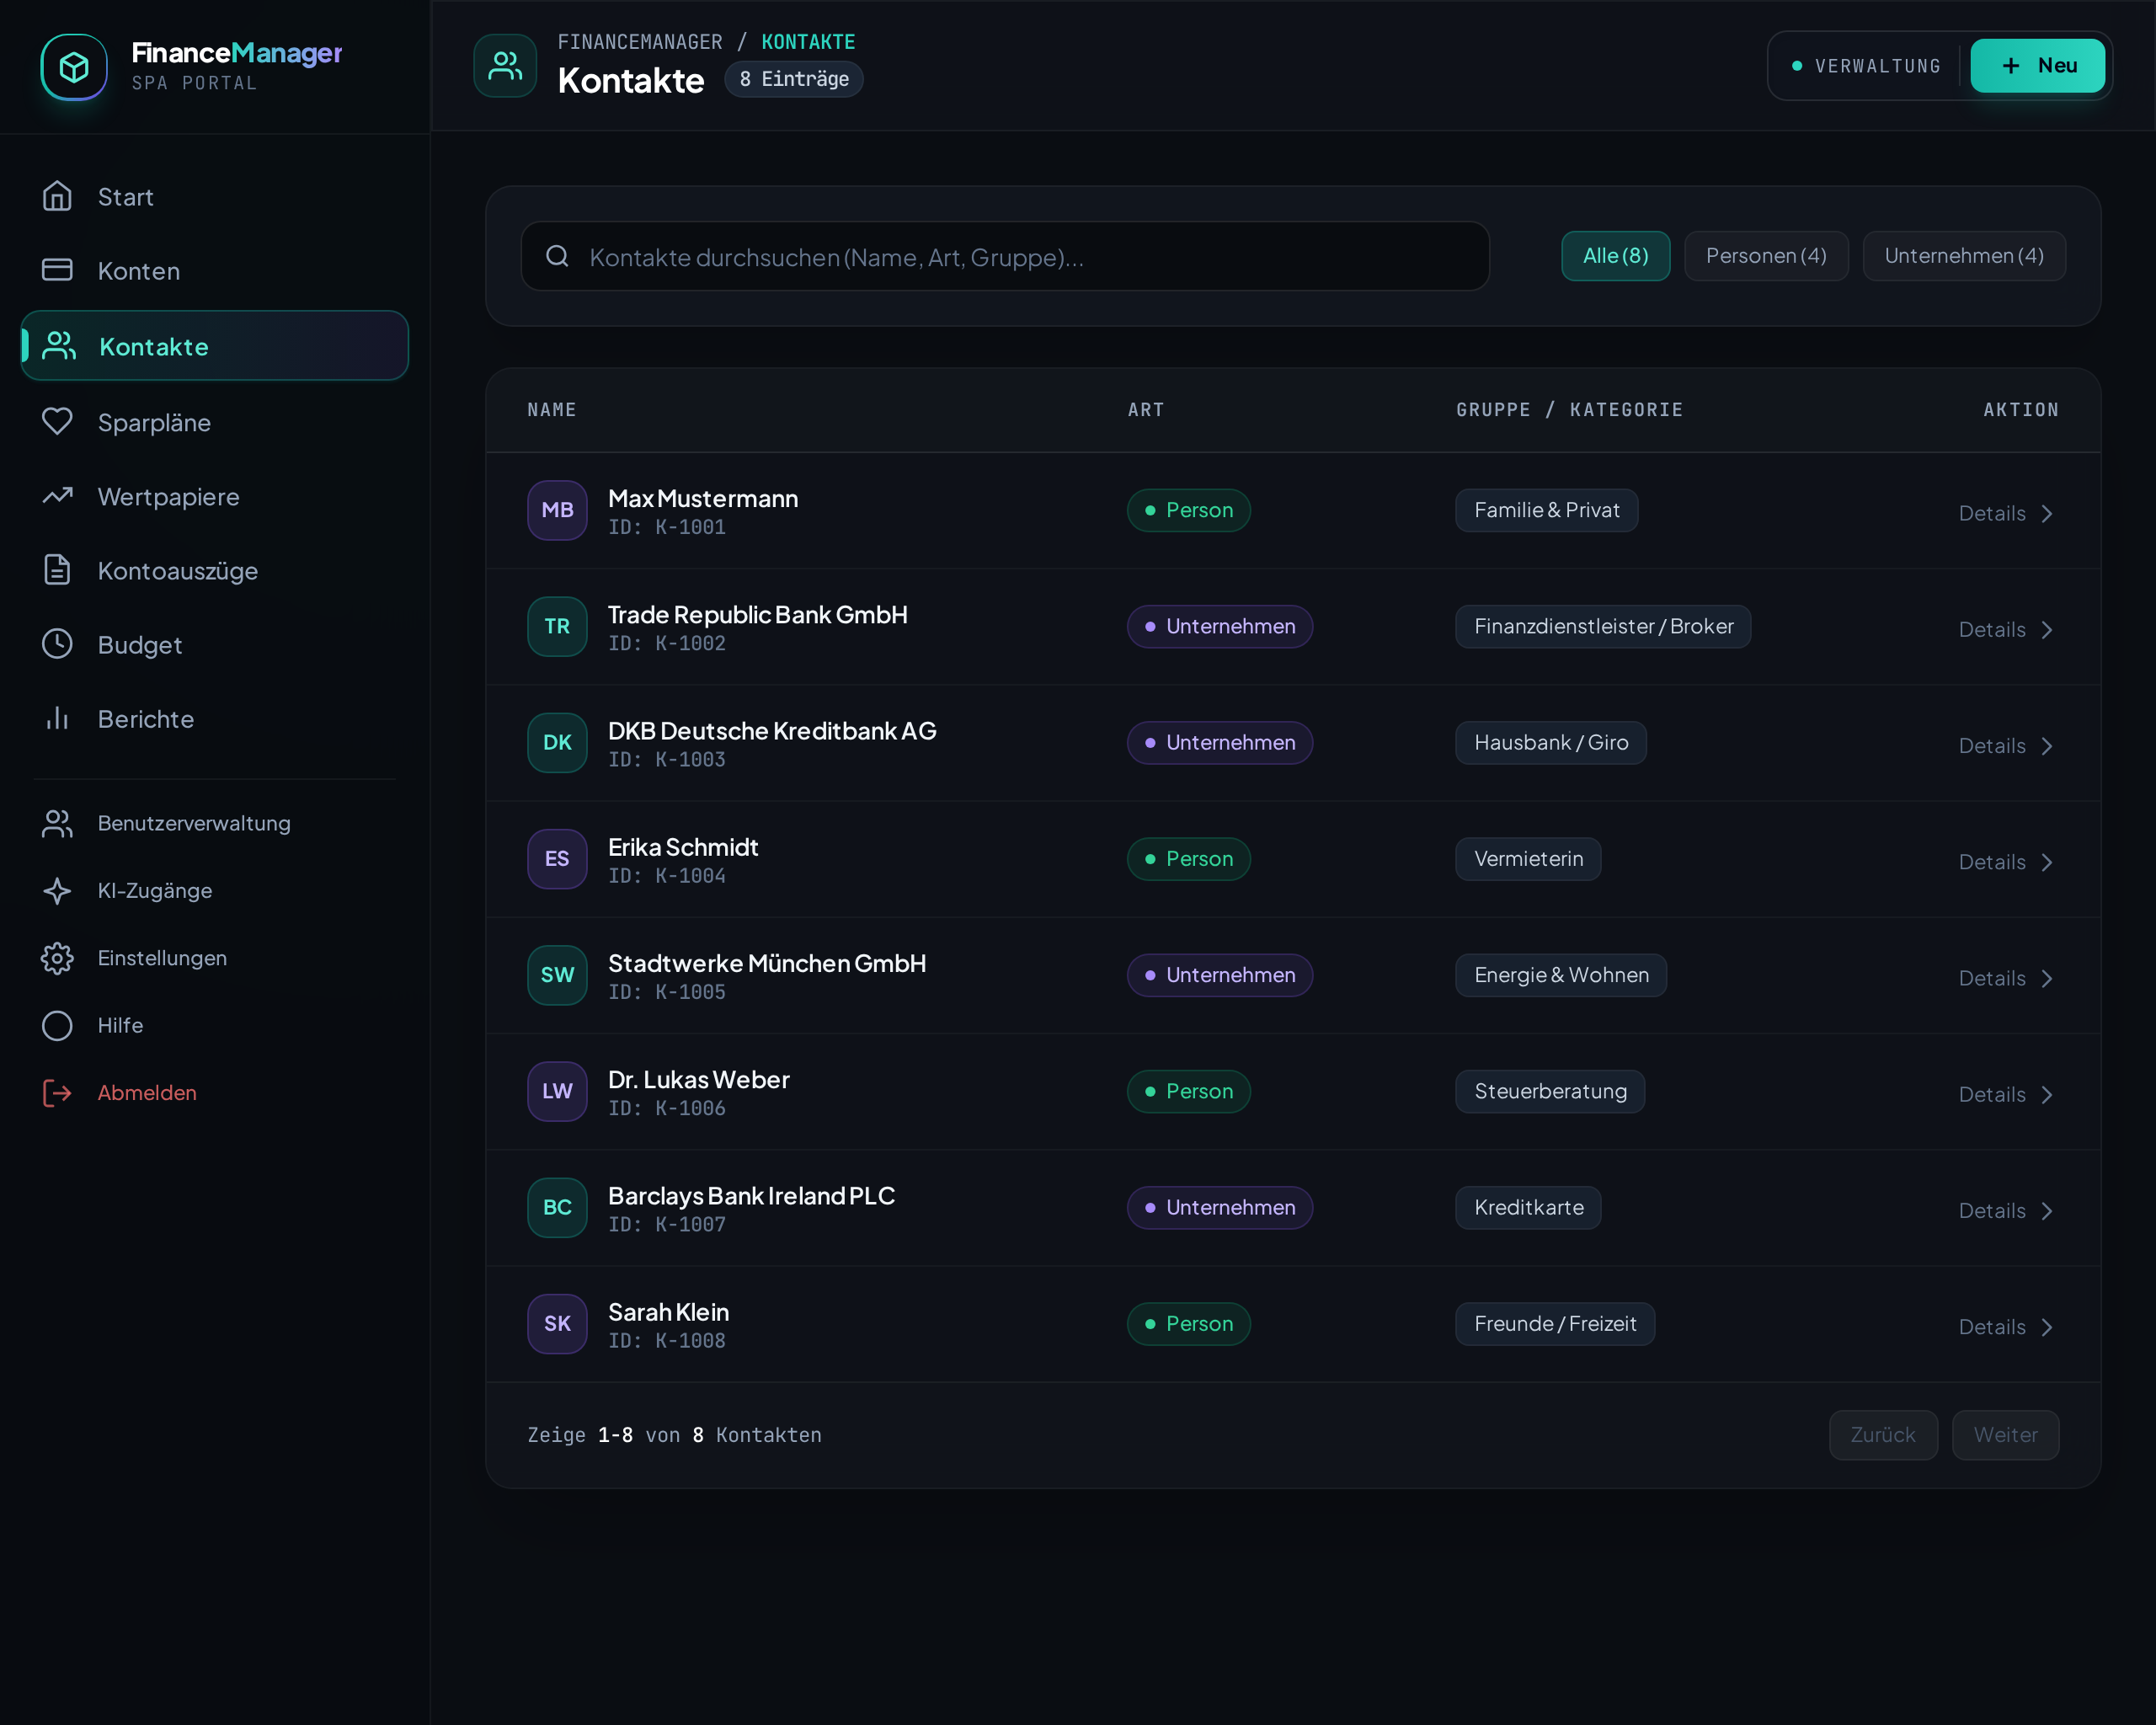 FinanceManager
SPA PORTAL
Start
Konten
Kontakte
Sparpläne
Wertpapiere
Kontoauszüge
Budget
Berichte
Benutzerverwaltung
KI-Zugänge
Einstellungen
Hilfe
Abmelden
FINANCEMANAGER / KONTAKTE
Kontakte 8 Einträge
VERWALTUNG + Neu
Kontakte durchsuchen (Name, Art, Gruppe)...
Alle (8) Personen (4) Unternehmen (4)
NAME ART GRUPPE / KATEGORIE AKTION
MB Max Mustermann Person Familie & Privat Details
ID: K-1001
TR Trade Republic Bank GmbH Unternehmen Finanzdienstleister / Broker Details
ID: K-1002
DK DKB Deutsche Kreditbank AG Unternehmen Hausbank / Giro Details
ID: K-1003
ES Erika Schmidt Person Vermieterin Details
ID: K-1004
SW Stadtwerke München GmbH Unternehmen Energie & Wohnen Details
ID: K-1005
LW Dr. Lukas Weber Person Steuerberatung Details
ID: K-1006
BC Barclays Bank Ireland PLC Unternehmen Kreditkarte Details
ID: K-1007
SK Sarah Klein Person Freunde / Freizeit Details
ID: K-1008
Zeige 1-8 von 8 Kontakten
Zurück Weiter